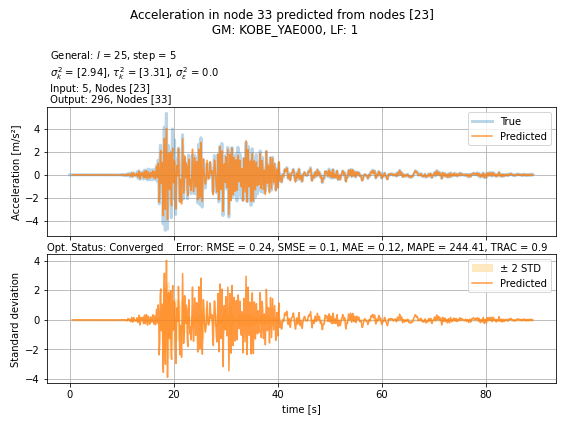 Acceleration in node 33 predicted from nodes [23]
GM: KOBE_YAE000, LF: 1
General: l = 25, step = 5
σ²ₖ = [2.94], τ²ₖ = [3.31], σ²ε = 0.0
Input: 5, Nodes [23]
Output: 296, Nodes [33]
Acceleration [m/s²]
4
2
0
−2
−4
True
Predicted
Opt. Status: Converged Error: RMSE = 0.24, SMSE = 0.1, MAE = 0.12, MAPE = 244.41, TRAC = 0.9
Standard deviation
4
2
0
−2
−4
± 2 STD
Predicted
0 20 40 60 80
time [s]